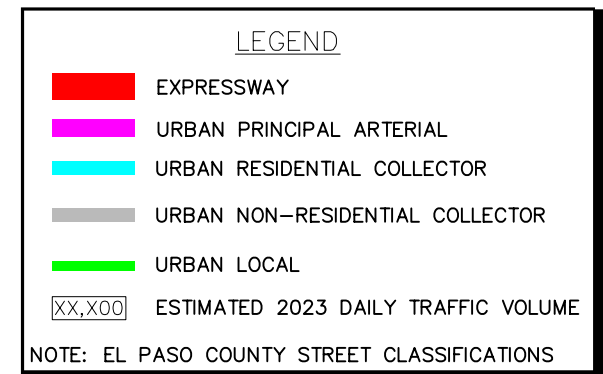 LEGEND
EXPRESSWAY
URBAN PRINCIPAL ARTERIAL
URBAN RESIDENTIAL COLLECTOR
URBAN NON-RESIDENTIAL COLLECTOR
URBAN LOCAL
XX,X00 ESTIMATED 2023 DAILY TRAFFIC VOLUME
NOTE: EL PASO COUNTY STREET CLASSIFICATIONS